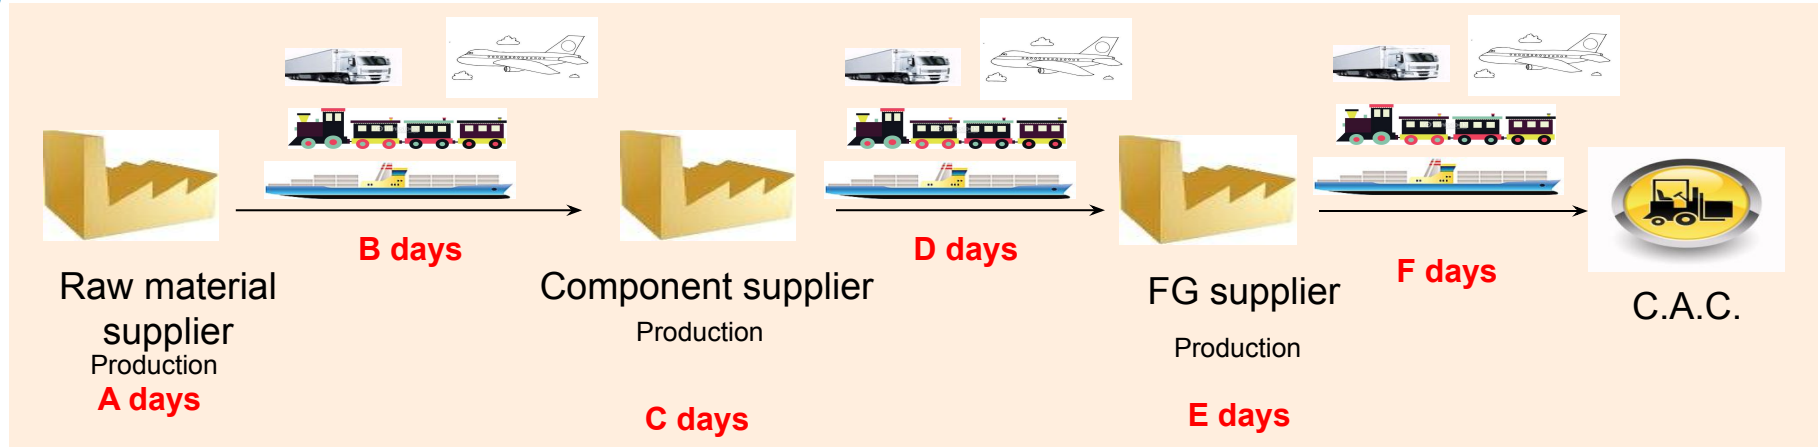 B days
D days
F days
Raw material
supplier
Production
A days
Component supplier
Production
C days
FG supplier
Production
E days
C.A.C.